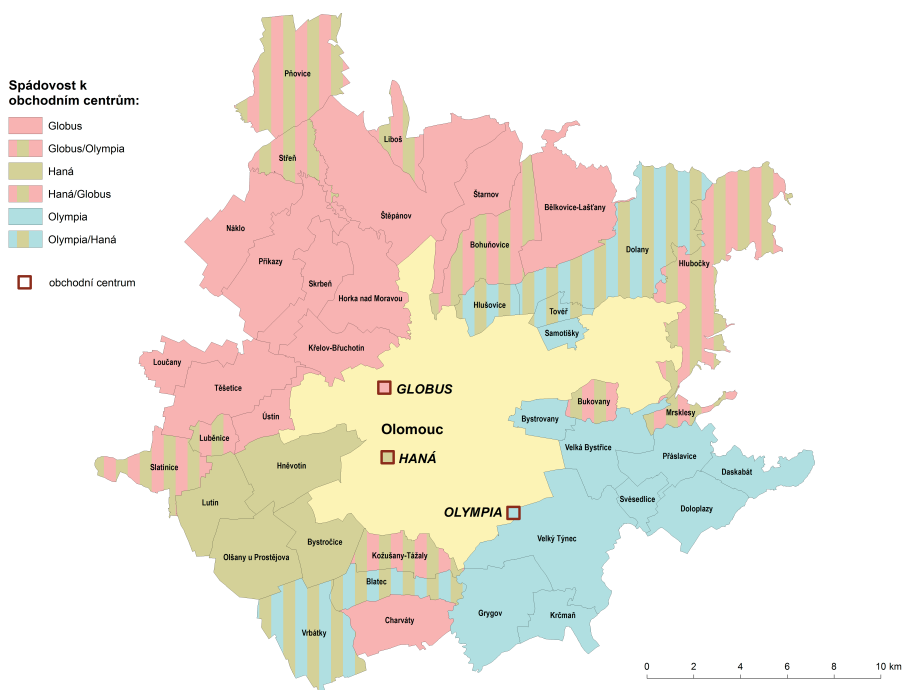 Spádovost k
obchodním centrům:
Globus
Globus/Olympia
Haná
Haná/Globus
Olympia
Olympia/Haná
obchodní centrum
Pňovice
Liboš
Střeň
Štarnov
Bělkovice-Lašťany
Náklo
Štěpánov
Bohuňovice
Dolany
Příkazy
Hlubočky
Skrbeň
Horka nad Moravou
Hlušovice
Tověř
Samotišky
Křelov-Břuchotín
Loučany
Těšetice
GLOBUS
Bukovany
Mrsklesy
Ústín
Bystrovany
Olomouc
Luběnice
Velká Bystřice
Přáslavice
Slatinice
Hněvotín
HANÁ
Daskabát
Lutín
Svésedlice
Doloplazy
OLYMPIA
Velký Týnec
Bystročice
Olšany u Prostějova
Kožušany-Tážaly
Blatec
Grygov
Krčmaň
Charváty
Vrbátky
0 2 4 6 8 10 km